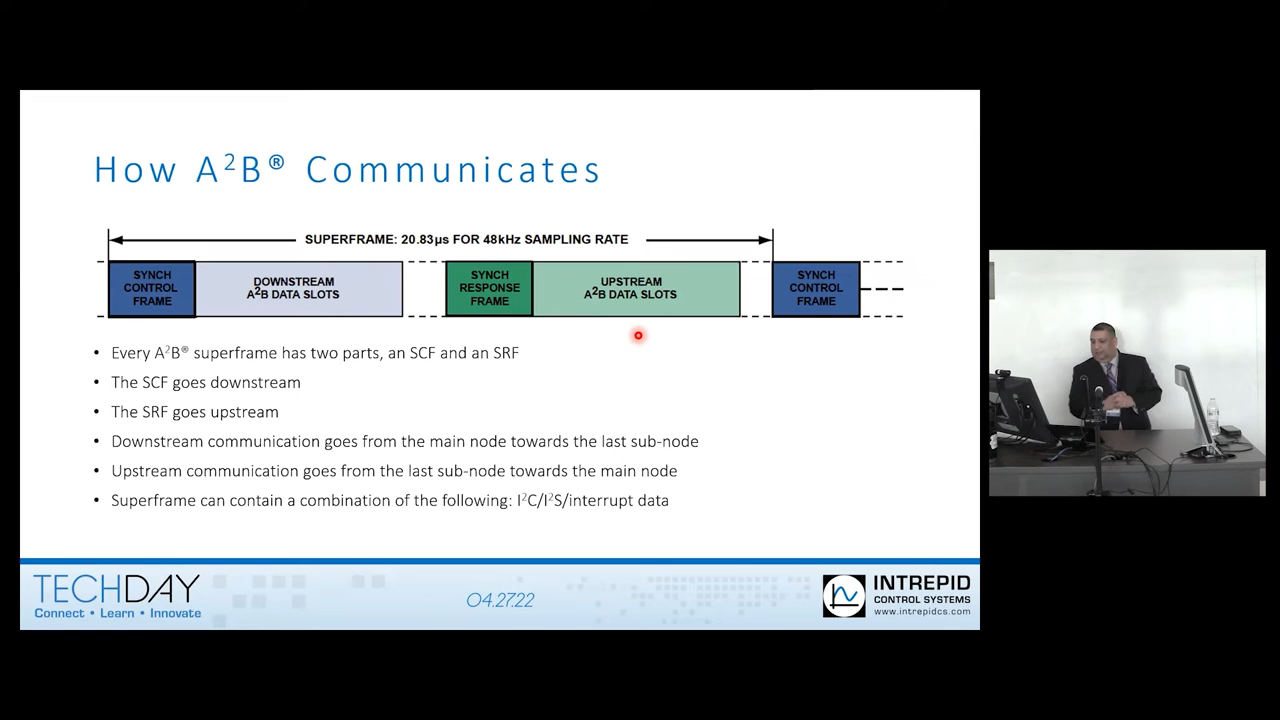 How A²B® Communicates
SUPERFRAME: 20.83µs FOR 48kHz SAMPLING RATE
SYNCH CONTROL FRAME
DOWNSTREAM A²B DATA SLOTS
SYNCH RESPONSE FRAME
UPSTREAM A²B DATA SLOTS
SYNCH CONTROL FRAME
• Every A²B® superframe has two parts, an SCF and an SRF
• The SCF goes downstream
• The SRF goes upstream
• Downstream communication goes from the main node towards the last sub-node
• Upstream communication goes from the last sub-node towards the main node
• Superframe can contain a combination of the following: I²C/I²S/interrupt data
TECHDAY
Connect • Learn • Innovate
04.27.22
INTREPID
CONTROL SYSTEMS
www.intrepidcs.com